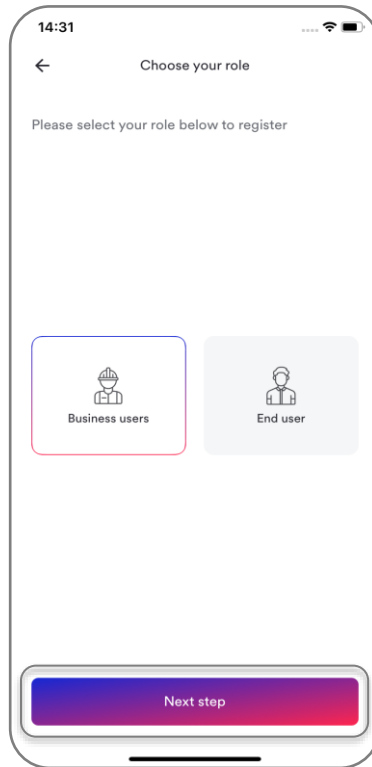 14:31
Choose your role
Please select your role below to register
Business users
End user
Next step